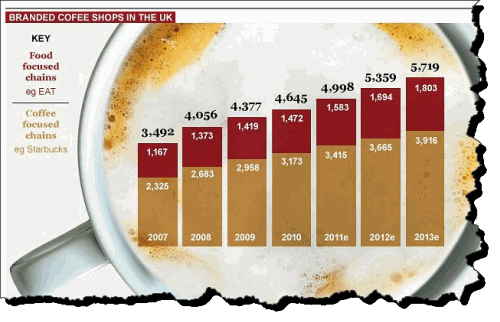 BRANDED COFEE SHOPS IN THE UK
KEY
Food
focused
chains
eg EAT
Coffee
focused
chains
eg Starbucks
3,492
4,056
4,377
4,645
4,998
5,359
5,719
1,167
1,373
1,419
1,472
1,583
1,694
1,803
2,325
2,683
2,958
3,173
3,415
3,665
3,916
2007
2008
2009
2010
2011e
2012e
2013e